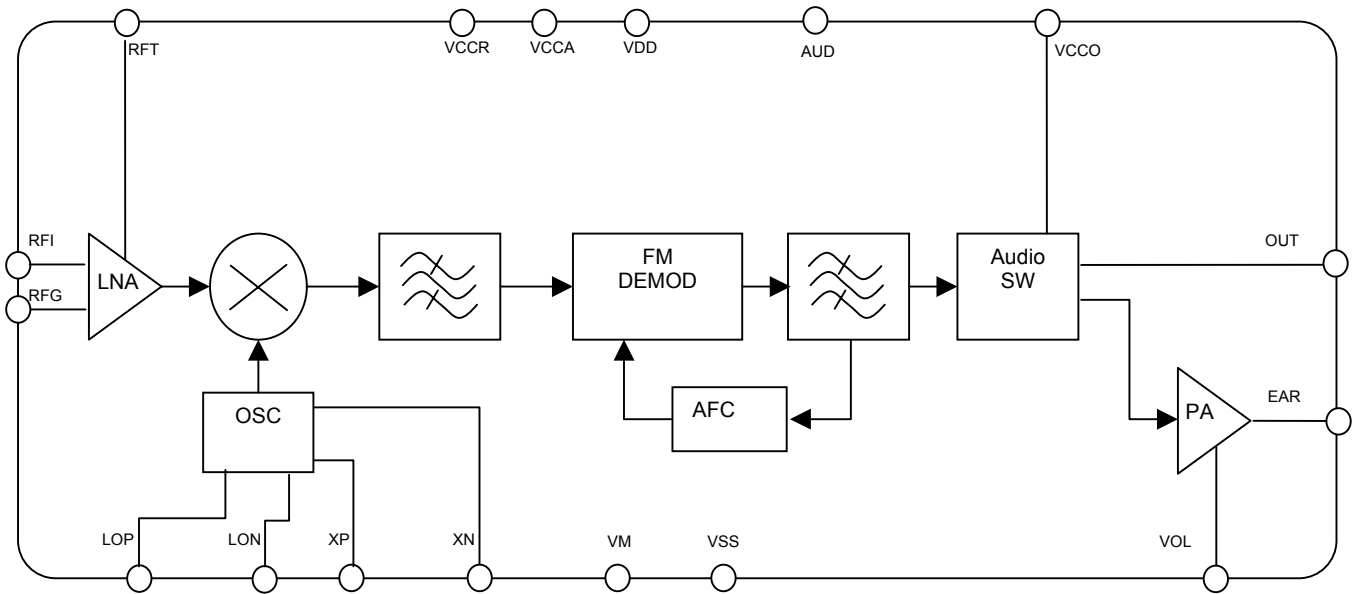 RFT
VCCR
VCCA
VDD
AUD
VCCO
RFI
RFG
LNA
FM
DEMOD
Audio
SW
OUT
OSC
AFC
PA
EAR
LOP
LON
XP
XN
VM
VSS
VOL